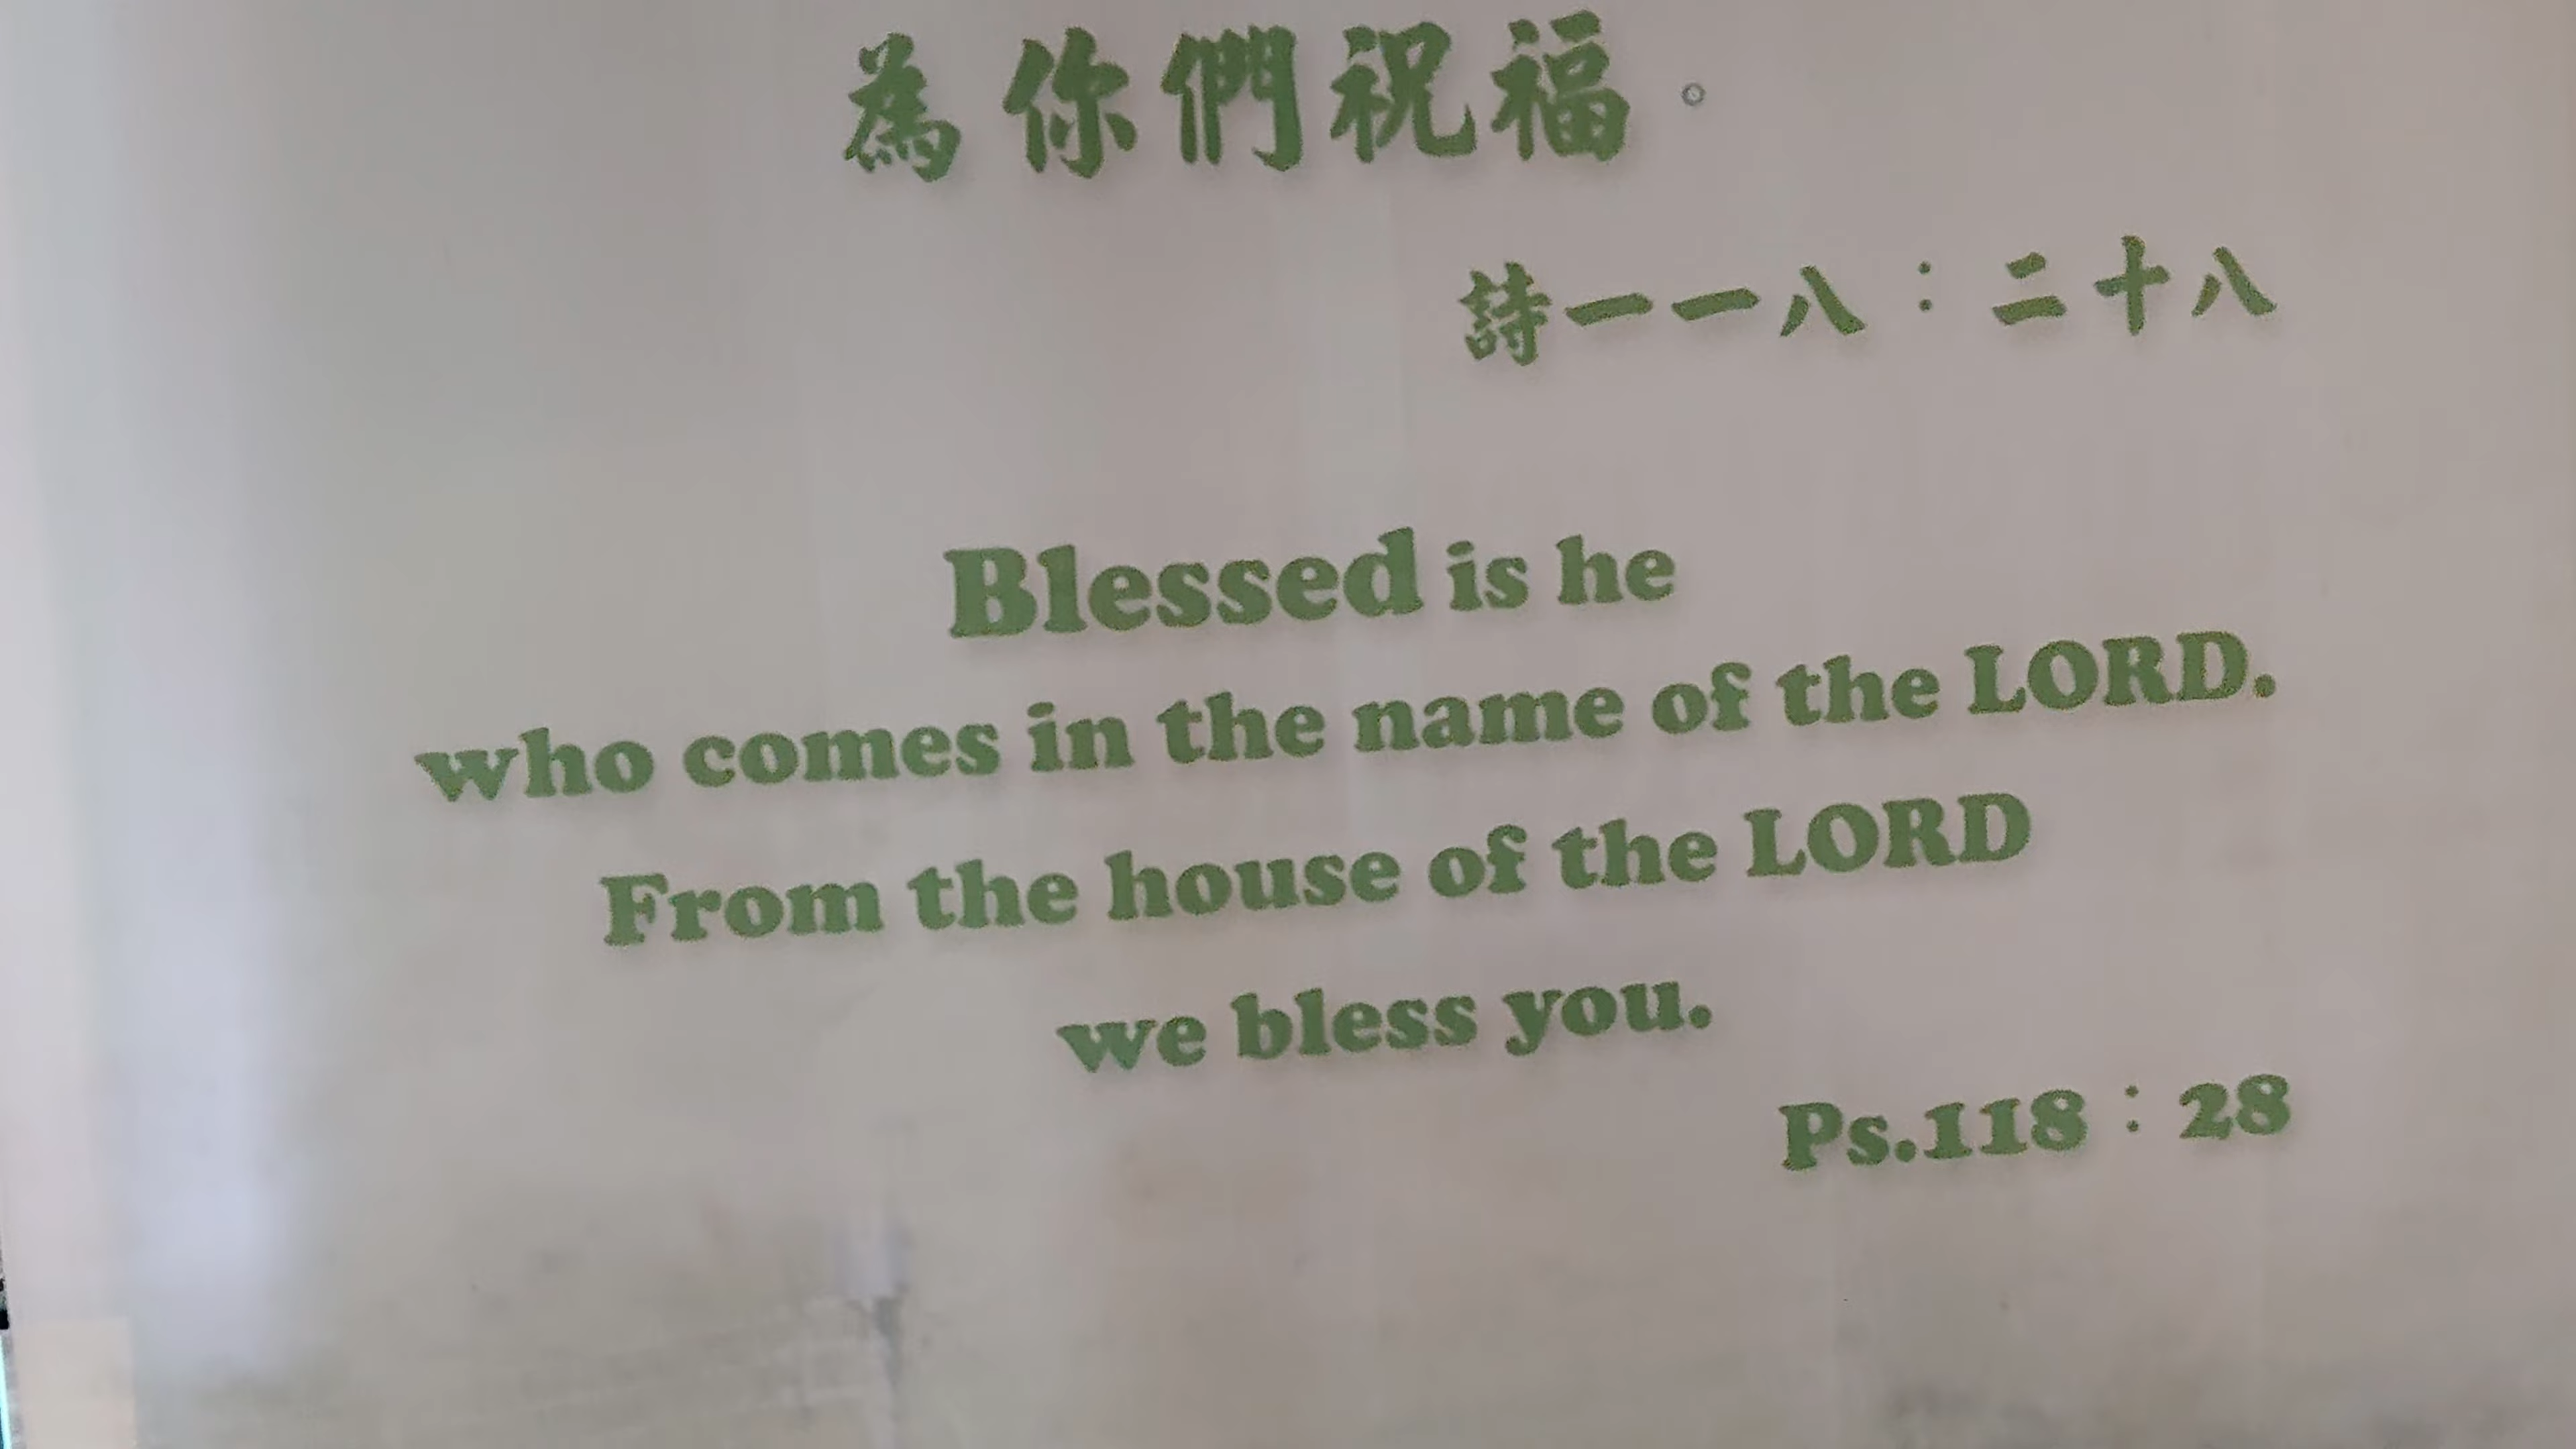 為你們祝福。
詩一一八：二十八
Blessed is he
who comes in the name of the LORD.
From the house of the LORD
we bless you.
Ps.118：28